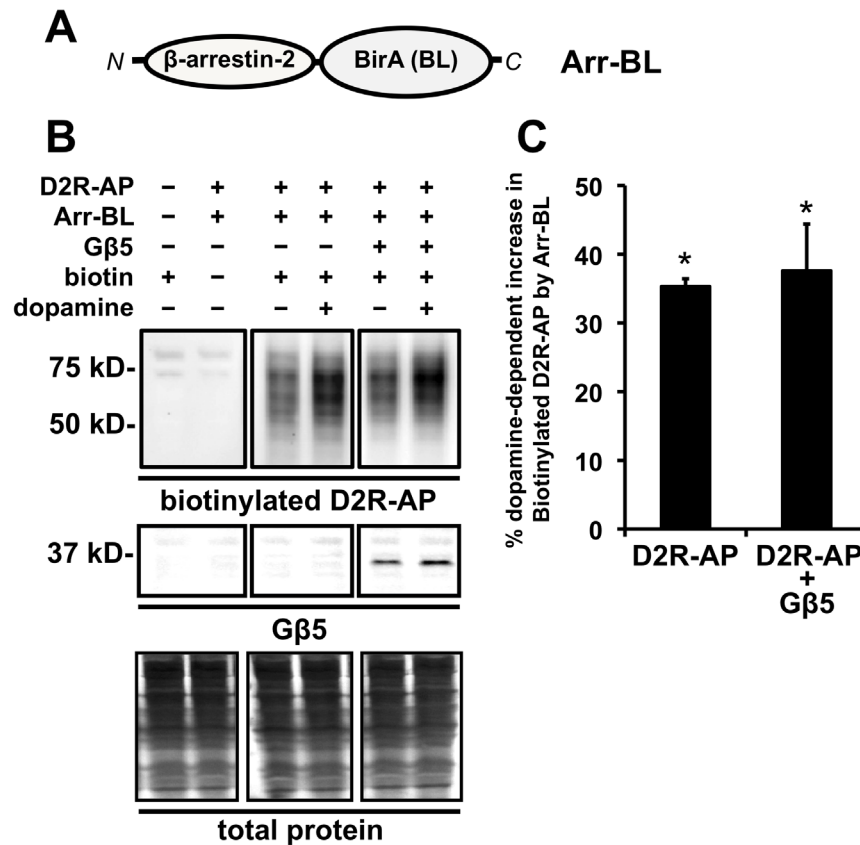 A
N β-arrestin-2 BirA (BL) C Arr-BL
B
D2R-AP – + + + + +
Arr-BL – + + + + +
Gβ5 – – – – + +
biotin + – + + + +
dopamine – – – + – +
75 kD-
50 kD-
biotinylated D2R-AP
37 kD-
Gβ5
total protein
C
% dopamine-dependent increase in
Biotinylated D2R-AP by Arr-BL
50
40
30
20
10
0
*
*
D2R-AP
D2R-AP
+
Gβ5